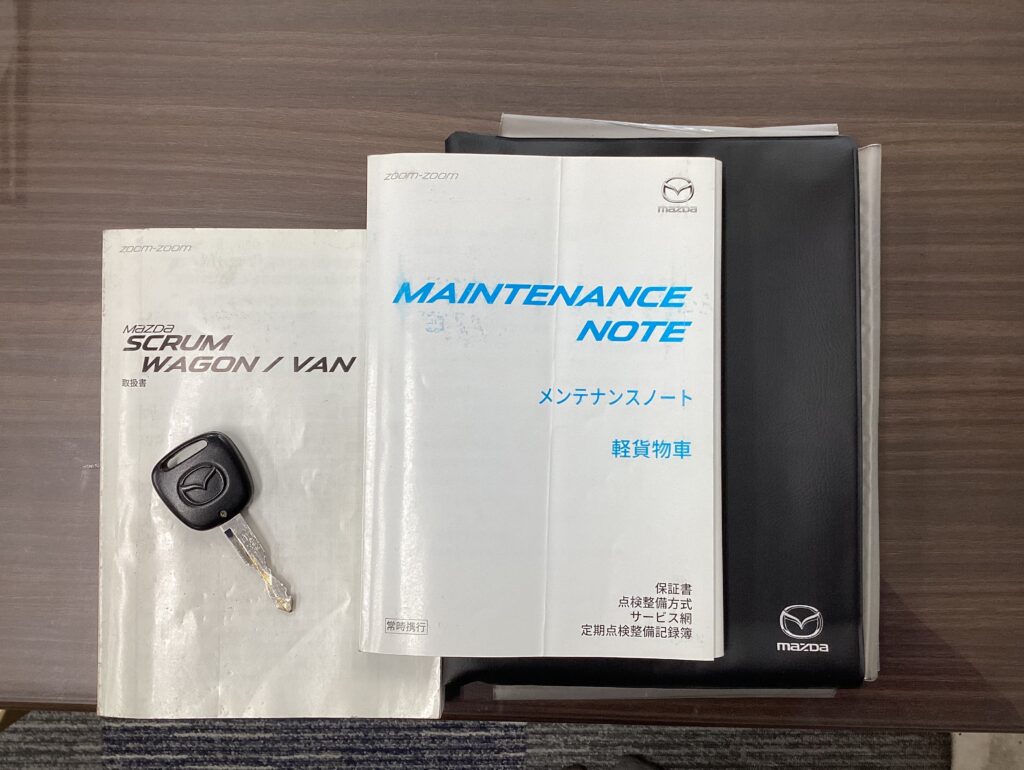 zoom-zoom
mazda
MAINTENANCE
NOTE
メンテナンスノート
軽貨物車
保証書
点検整備方式
サービス網
定期点検整備記録簿
常時携行
zoom-zoom
mazda
SCRUM
WAGON / VAN
取扱書
mazda